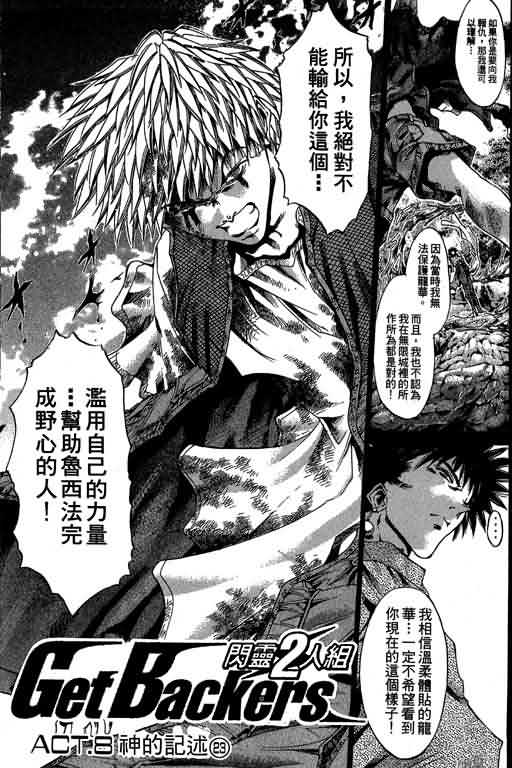 如果你是要向我
報仇，那我還可
以理解…
因為當時我無
法保護龍華。
而且，我也不認為
我在無限城裡的所
作所為都是對的！
‥‥
我相信溫柔體貼的龍
華…一定不希望看到
你現在的這個樣子！
所以，我絕對不
能輸給你這個…
濫用自己的力量
…幫助魯西法完
成野心的人！
閃靈2人組
GetBackers
ACT.8 神的記述㉓